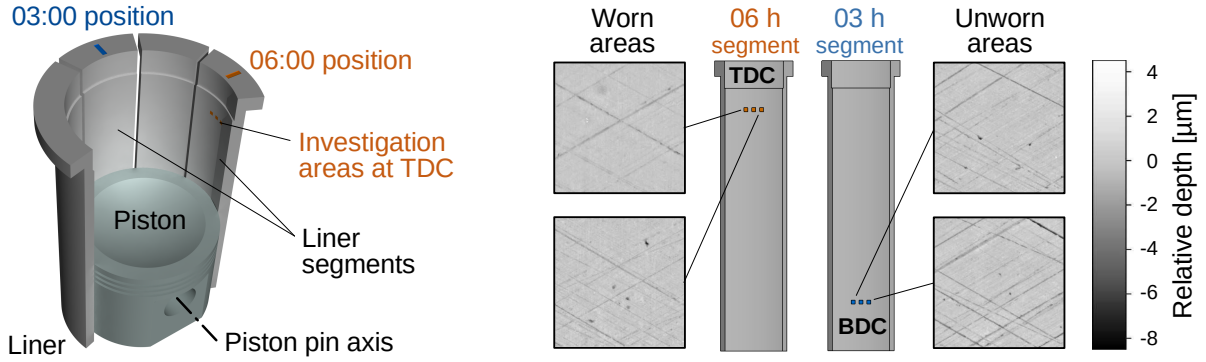 03:00 position
06:00 position
Investigation
areas at TDC
Piston
Liner
segments
Piston pin axis
Liner
Worn
areas
06 h
segment
03 h
segment
Unworn
areas
TDC
BDC
4
2
0
-2
-4
-6
-8
Relative depth [µm]